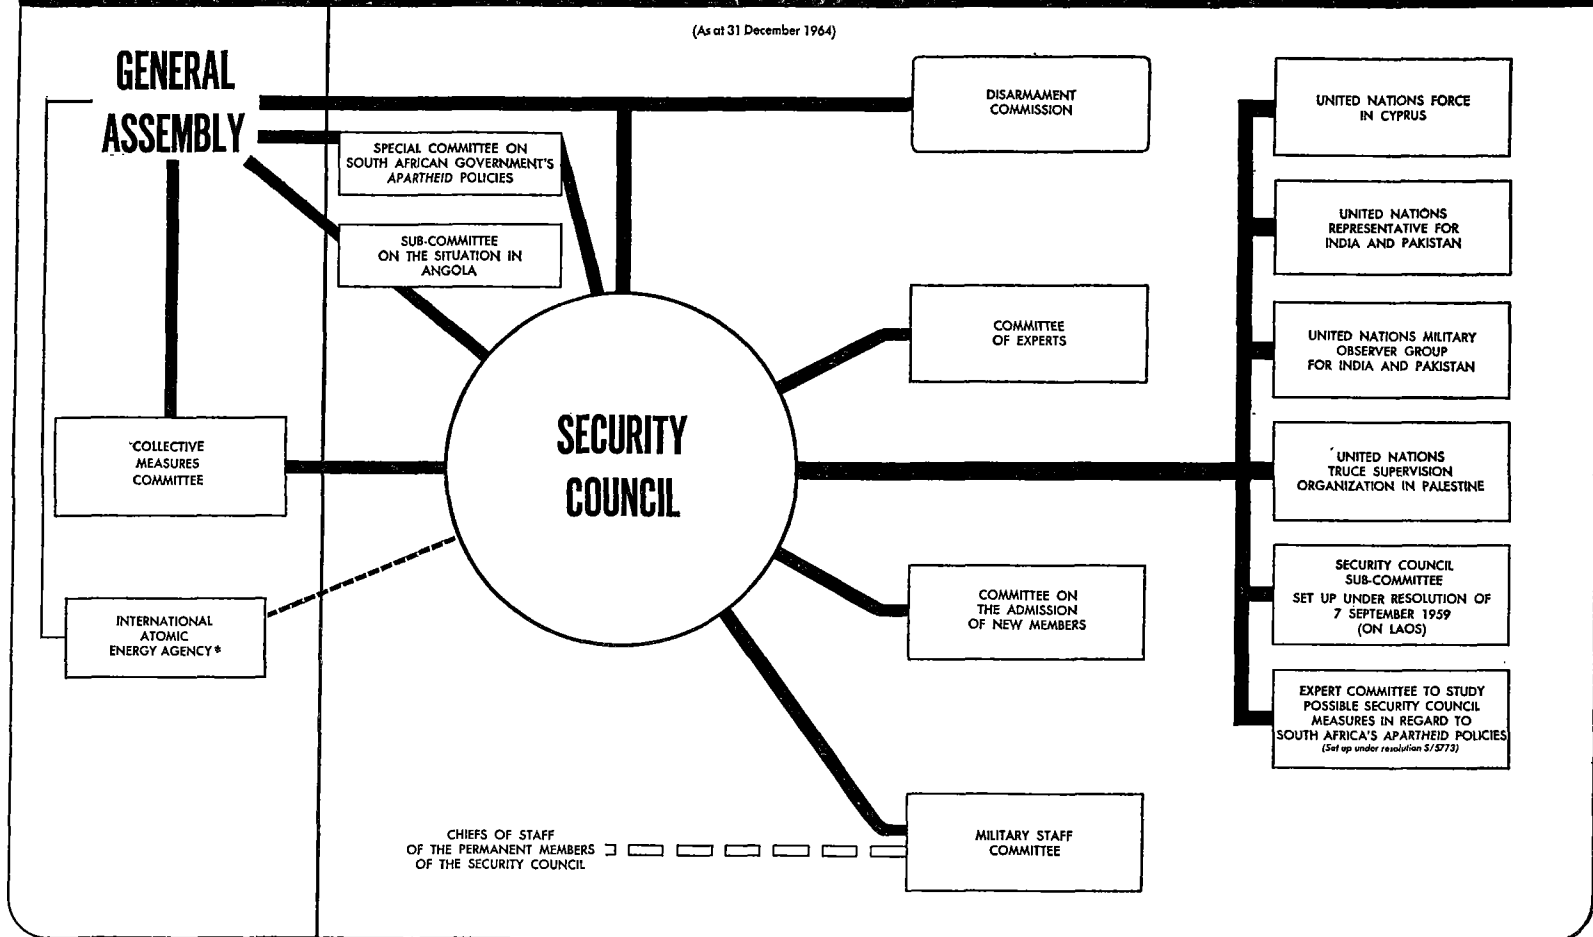 (As at 31 December 1964)
GENERAL
ASSEMBLY
SPECIAL COMMITTEE ON
SOUTH AFRICAN GOVERNMENT'S
APARTHEID POLICIES
SUB-COMMITTEE
ON THE SITUATION IN
ANGOLA
COLLECTIVE
MEASURES
COMMITTEE
INTERNATIONAL
ATOMIC
ENERGY AGENCY*
SECURITY
COUNCIL
DISARMAMENT
COMMISSION
COMMITTEE
OF EXPERTS
COMMITTEE ON
THE ADMISSION
OF NEW MEMBERS
MILITARY STAFF
COMMITTEE
CHIEFS OF STAFF
OF THE PERMANENT MEMBERS
OF THE SECURITY COUNCIL
UNITED NATIONS FORCE
IN CYPRUS
UNITED NATIONS
REPRESENTATIVE FOR
INDIA AND PAKISTAN
UNITED NATIONS MILITARY
OBSERVER GROUP
FOR INDIA AND PAKISTAN
UNITED NATIONS
TRUCE SUPERVISION
ORGANIZATION IN PALESTINE
SECURITY COUNCIL
SUB-COMMITTEE
SET UP UNDER RESOLUTION OF
7 SEPTEMBER 1959
(ON LAOS)
EXPERT COMMITTEE TO STUDY
POSSIBLE SECURITY COUNCIL
MEASURES IN REGARD TO
SOUTH AFRICA'S APARTHEID POLICIES
(Set up under resolution S/5773)